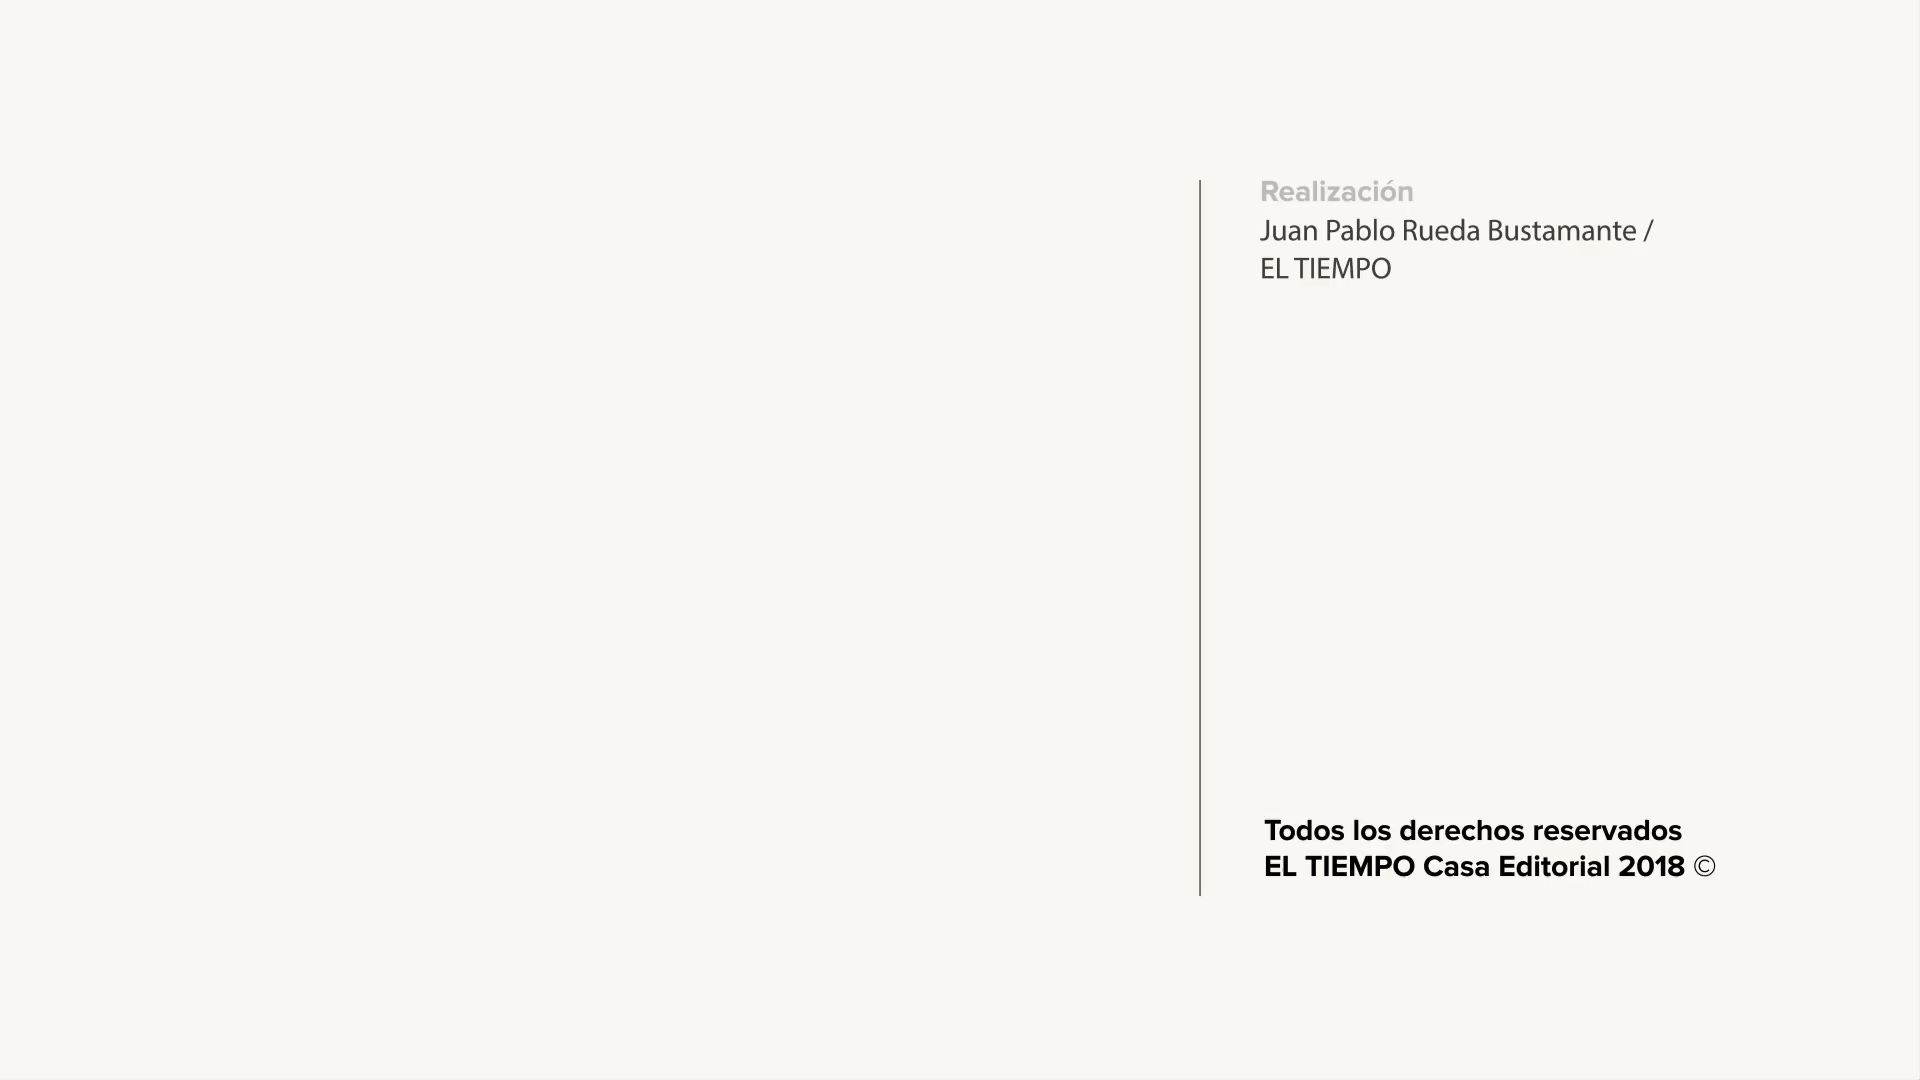 Realización
Juan Pablo Rueda Bustamante /
EL TIEMPO
Todos los derechos reservados
EL TIEMPO Casa Editorial 2018 ©